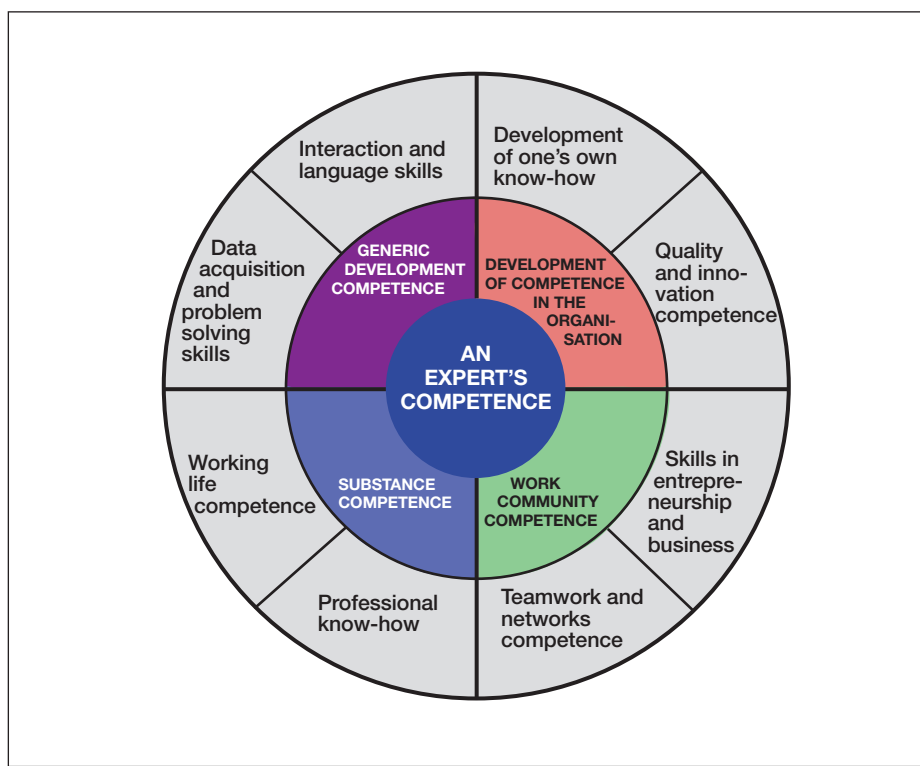 Interaction and
language skills
Development
of one's own
know-how
Data
acquisition
and
problem
solving
skills
GENERIC
DEVELOPMENT
COMPETENCE
DEVELOPMENT
OF COMPETENCE
IN THE
ORGANI-
SATION
Quality
and inno-
vation
competence
AN
EXPERT'S
COMPETENCE
Working
life
competence
SUBSTANCE
COMPETENCE
WORK
COMMUNITY
COMPETENCE
Skills in
entrepre-
neurship
and
business
Professional
know-how
Teamwork and
networks
competence